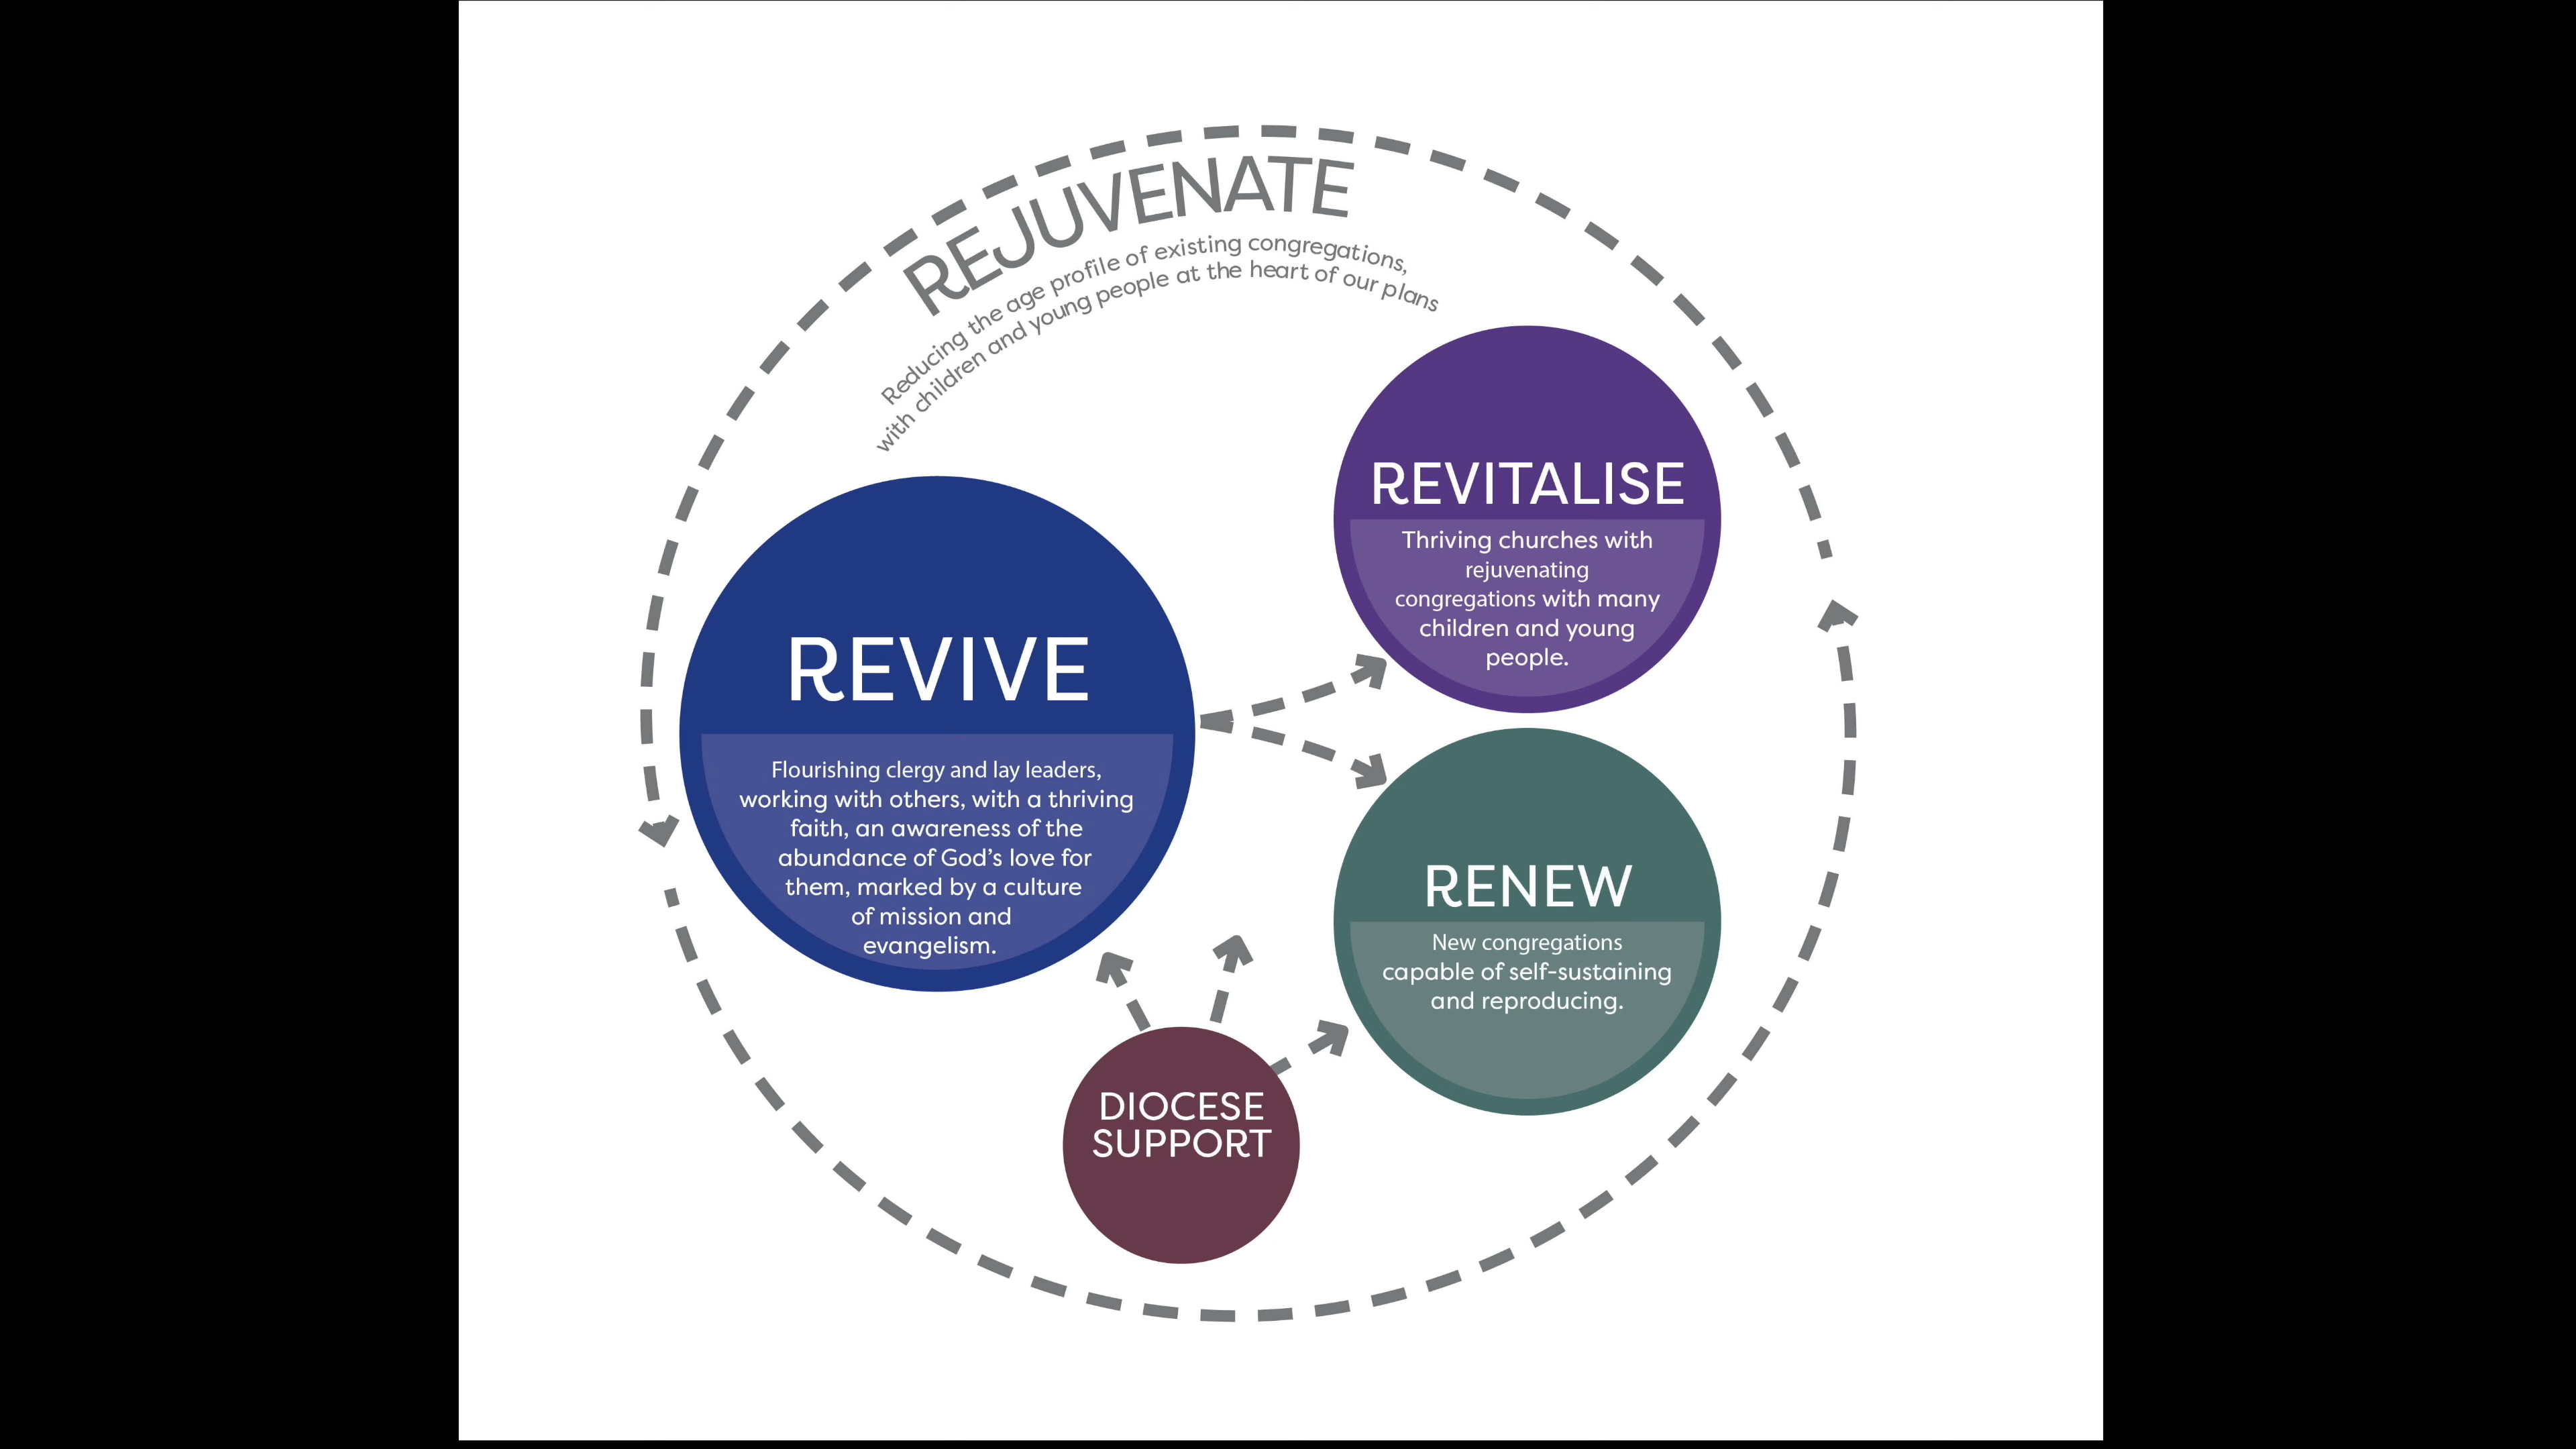 REJUVENATE
Reducing the age profile of existing congregations,
with children and young people at the heart of our plans
REVIVE
Flourishing clergy and lay leaders,
working with others, with a thriving
faith, an awareness of the
abundance of God’s love for
them, marked by a culture
of mission and
evangelism.
REVITALISE
Thriving churches with
rejuvenating
congregations with many
children and young
people.
RENEW
New congregations
capable of self-sustaining
and reproducing.
DIOCESE
SUPPORT